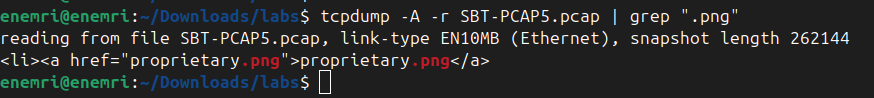 enemri@enemri:~/Downloads/labs$ tcpdump -A -r SBT-PCAP5.pcap | grep ".png"
reading from file SBT-PCAP5.pcap, link-type EN10MB (Ethernet), snapshot length 262144
<li><a href="proprietary.png">proprietary.png</a>
enemri@enemri:~/Downloads/labs$